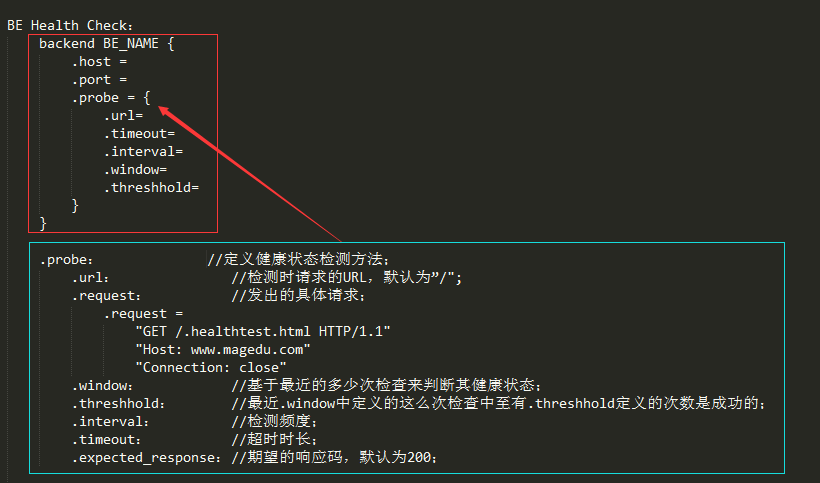 BE Health Check:
backend BE_NAME {
.host =
.port =
.probe = {
.url=
.timeout=
.interval=
.window=
.threshhold=
}
}
.probe: //定义健康状态检测方法;
.url: //检测时请求的URL，默认为”/";
.request: //发出的具体请求;
.request =
"GET /.healthtest.html HTTP/1.1"
"Host: www.magedu.com"
"Connection: close"
.window: //基于最近的多少次检查来判断其健康状态;
.threshhold: //最近.window中定义的这么次检查中至有.threshhold定义的次数是成功的;
.interval: //检测频度;
.timeout: //超时时长;
.expected_response: //期望的响应码，默认为200;